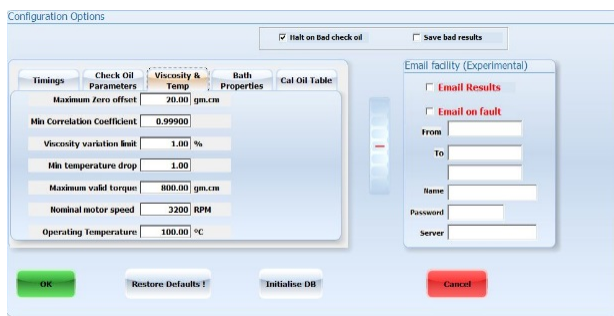 Configuration Options
Halt on Bad check oil
Save bad results
Timings
Check Oil
Parameters
Viscosity &
Temp
Bath
Properties
Cal Oil Table
Maximum Zero offset 20.00 gm.cm
Min Correlation Coefficient 0.99900
Viscosity variation limit 1.00 %
Min temperature drop 1.00
Maximum valid torque 800.00 gm.cm
Nominal motor speed 3200 RPM
Operating Temperature 100.00 ºC
Email facility (Experimental)
Email Results
Email on fault
From
To
Name
Password
Server
OK
Restore Defaults !
Initialise DB
Cancel